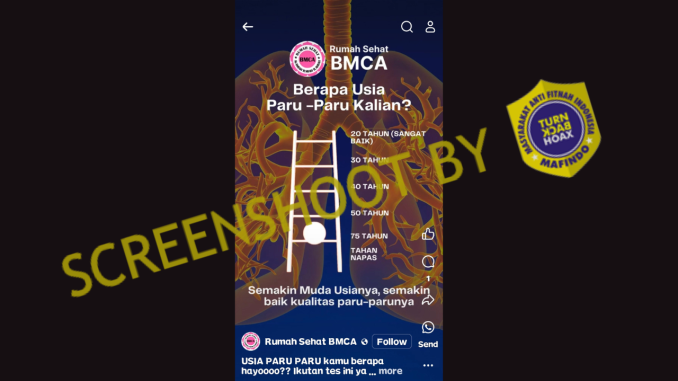 RUMAH SEHAT
BMCA
Rumah Sehat
BMCA
Berapa Usia
Paru -Paru Kalian?
20 TAHUN (SANGAT
BAIK)
30 TAHUN
40 TAHUN
50 TAHUN
75 TAHUN
TAHAN
NAPAS
Semakin Muda Usianya, semakin
baik kualitas paru-parunya
1
Send
Rumah Sehat BMCA
Follow
USIA PARU PARU kamu berapa
hayoooo?? Ikutan tes ini ya ... more
SCREENSHOOT BY
MASYARAKAT ANTI FITNAH INDONESIA
TURN
BACK
HOAX
MAFINDO